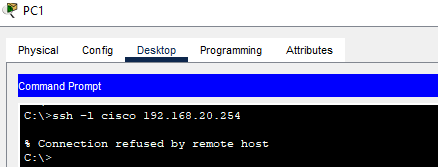 PC1
Physical Config Desktop Programming Attributes
Command Prompt
C:\>ssh -l cisco 192.168.20.254
% Connection refused by remote host
C:\>